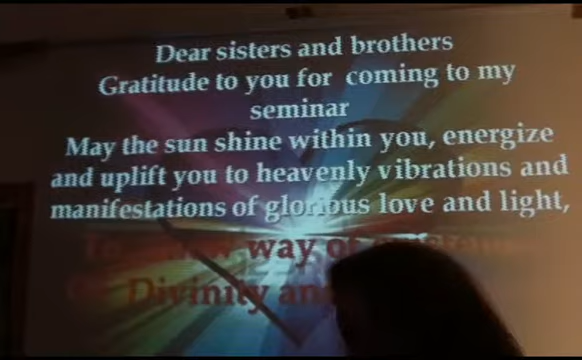 Dear sisters and brothers
Gratitude to you for coming to my
seminar
May the sun shine within you, energize
and uplift you to heavenly vibrations and
manifestations of glorious love and light,
way of
Divinity and